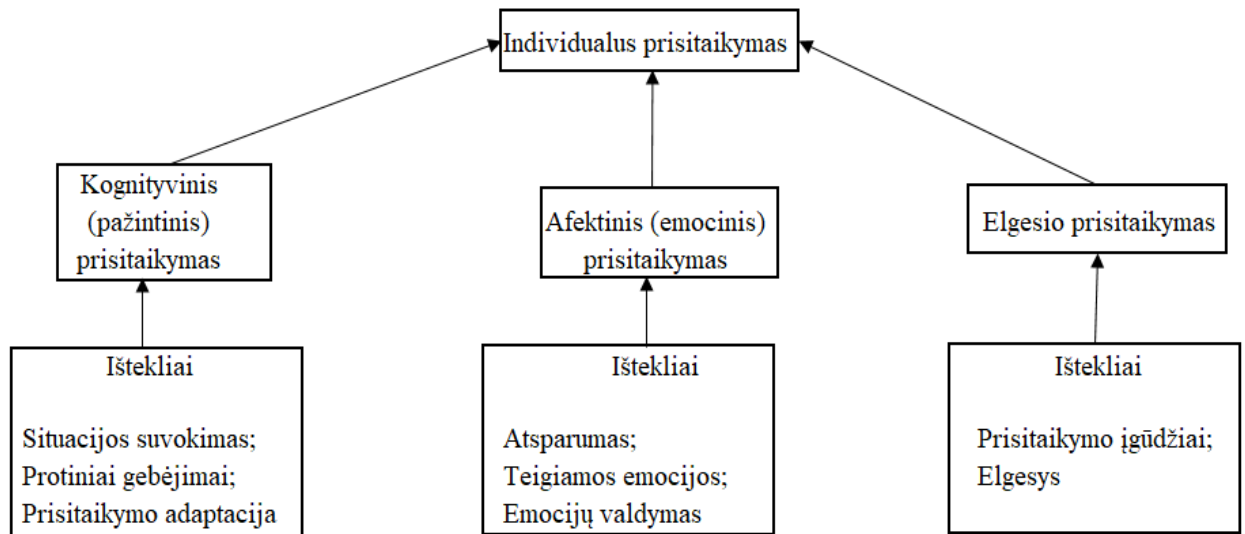 Individualus prisitaikymas
Kognityvinis
(pažintinis)
prisitaikymas
Afektinis (emocinis)
prisitaikymas
Elgesio prisitaikymas
Ištekliai
Situacijos suvokimas;
Protiniai gebėjimai;
Prisitaikymo adaptacija
Ištekliai
Atsparumas;
Teigiamos emocijos;
Emocijų valdymas
Ištekliai
Prisitaikymo įgūdžiai;
Elgesys